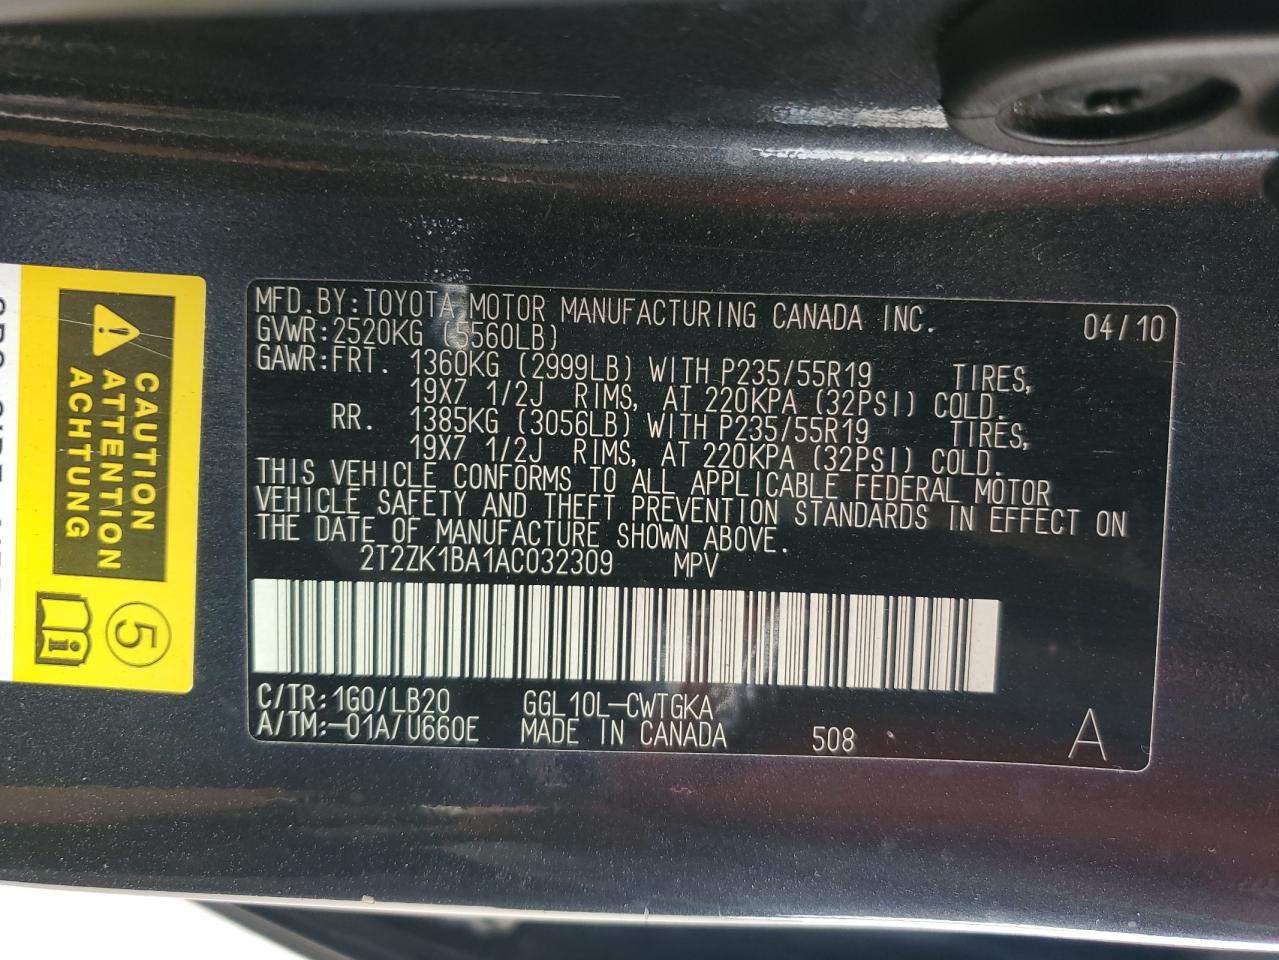 MFD.BY:TOYOTA MOTOR MANUFACTURING CANADA INC. 04/10
GVWR:2520KG (5560LB)
GAWR:FRT. 1360KG (2999LB) WITH P235/55R19 TIRES,
19X7 1/2J RIMS, AT 220KPA (32PSI) COLD.
RR. 1385KG (3056LB) WITH P235/55R19 TIRES,
19X7 1/2J RIMS, AT 220KPA (32PSI) COLD.
THIS VEHICLE CONFORMS TO ALL APPLICABLE FEDERAL MOTOR
VEHICLE SAFETY AND THEFT PREVENTION STANDARDS IN EFFECT ON
THE DATE OF MANUFACTURE SHOWN ABOVE.
2T2ZK1BA1AC032309 MPV
C/TR:1G0/LB20 GGL10L-CWTGKA
A/TM:-01A/U660E MADE IN CANADA 508 A
CAUTION
ATTENTION
ACHTUNG
5
i